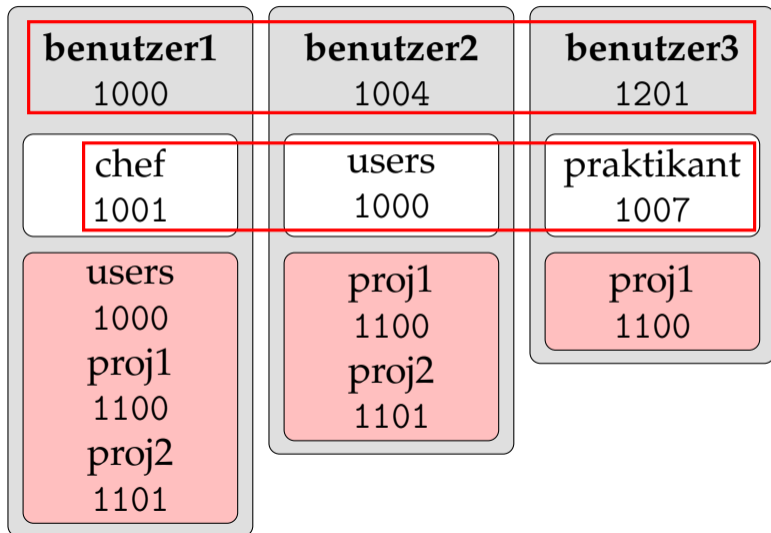 benutzer1
1000
chef
1001
users
1000
proj1
1100
proj2
1101
benutzer2
1004
users
1000
proj1
1100
proj2
1101
benutzer3
1201
praktikant
1007
proj1
1100